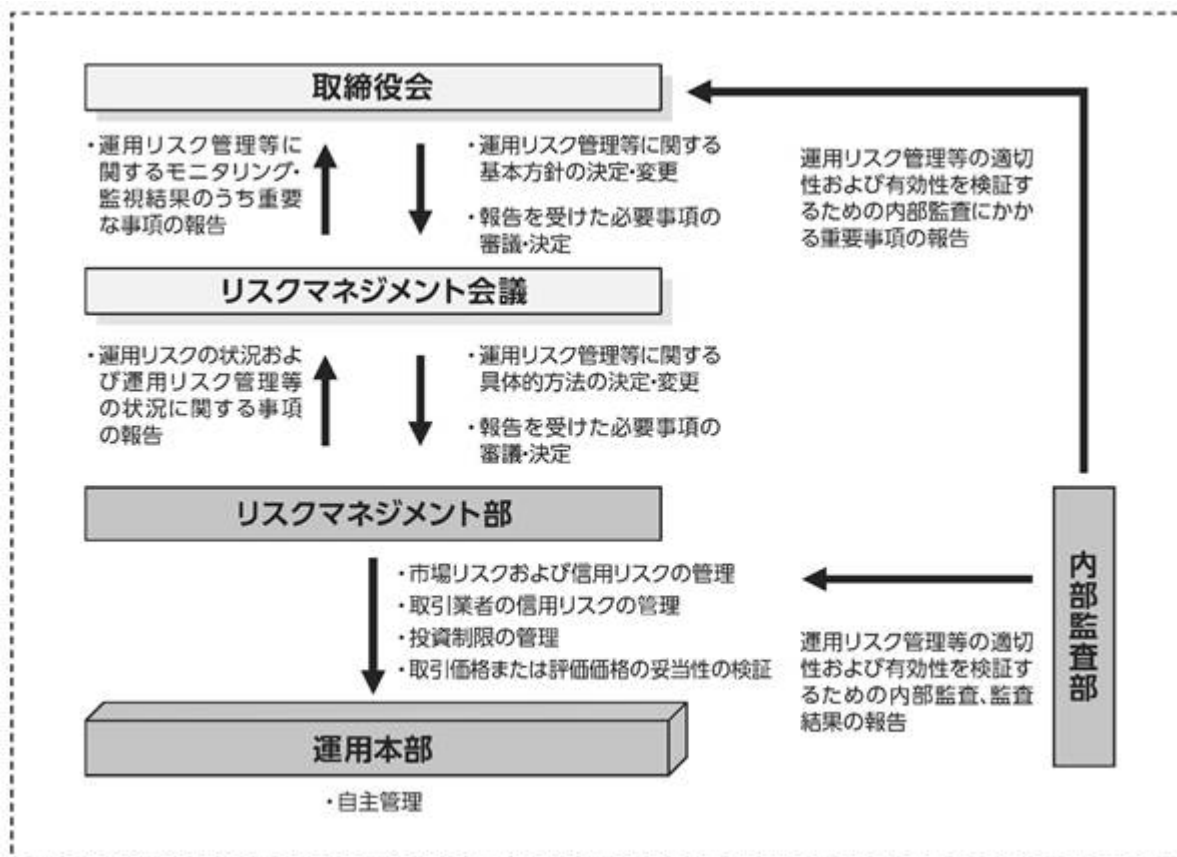 取締役会
・運用リスク管理等に
関するモニタリング・
監視結果のうち重要
な事項の報告
・運用リスク管理等に関する
基本方針の決定・変更
・報告を受けた必要事項の
審議・決定
運用リスク管理等の適切
性および有効性を検証す
るための内部監査にかか
る重要事項の報告
リスクマネジメント会議
・運用リスクの状況およ
び運用リスク管理等
の状況に関する事項
の報告
・運用リスク管理等に関する
具体的方法の決定・変更
・報告を受けた必要事項の
審議・決定
リスクマネジメント部
・市場リスクおよび信用リスクの管理
・取引業者の信用リスクの管理
・投資制限の管理
・取引価格または評価価格の妥当性の検証
内部監査部
運用リスク管理等の適切
性および有効性を検証す
るための内部監査、監査
結果の報告
運用本部
・自主管理